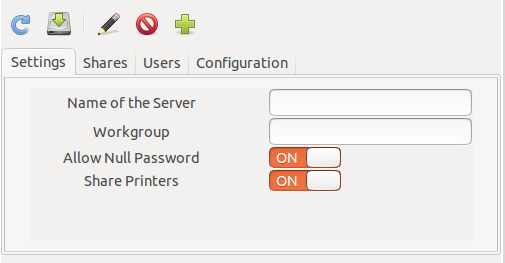 Settings Shares Users Configuration
Name of the Server
Workgroup
Allow Null Password ON
Share Printers ON